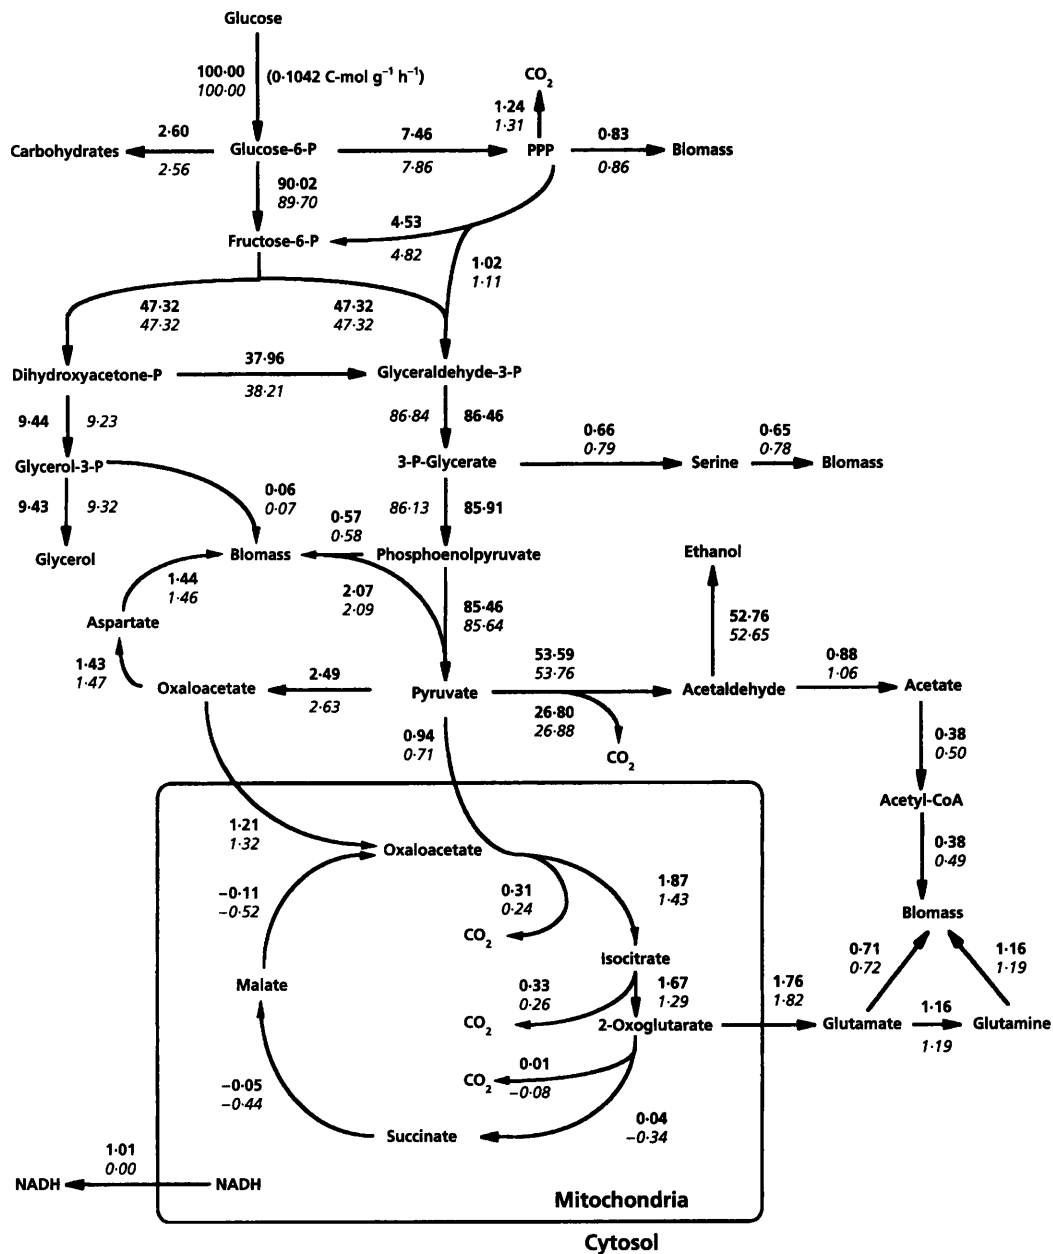 Glucose
100·00
100·00
(0·1042 C-mol g⁻¹ h⁻¹)
CO₂
1·24
1·31
Carbohydrates
2·60
2·56
Glucose-6-P
7·46
7·86
PPP
0·83
0·86
Biomass
90·02
89·70
Fructose-6-P
4·53
4·82
1·02
1·11
47·32
47·32
47·32
47·32
Dihydroxyacetone-P
37·96
38·21
Glyceraldehyde-3-P
9·44
9·23
86·84
86·46
Glycerol-3-P
3-P-Glycerate
0·66
0·79
Serine
0·65
0·78
Biomass
9·43
9·32
0·06
0·07
86·13
85·91
Glycerol
Biomass
0·57
0·58
Phosphoenolpyruvate
Ethanol
1·44
1·46
2·07
2·09
85·46
85·64
52·76
52·65
Aspartate
1·43
1·47
Oxaloacetate
2·49
2·63
Pyruvate
53·59
53·76
Acetaldehyde
0·88
1·06
Acetate
26·80
26·88
CO₂
0·94
0·71
0·38
0·50
Acetyl-CoA
0·38
0·49
Biomass
1·21
1·32
Oxaloacetate
−0·11
−0·52
0·31
0·24
CO₂
1·87
1·43
Isocitrate
Malate
0·33
0·26
CO₂
1·67
1·29
2-Oxoglutarate
1·76
1·82
0·71
0·72
1·16
1·19
Glutamate
1·16
1·19
Glutamine
CO₂
0·01
−0·08
−0·05
−0·44
Succinate
0·04
−0·34
1·01
0·00
NADH
NADH
Mitochondria
Cytosol